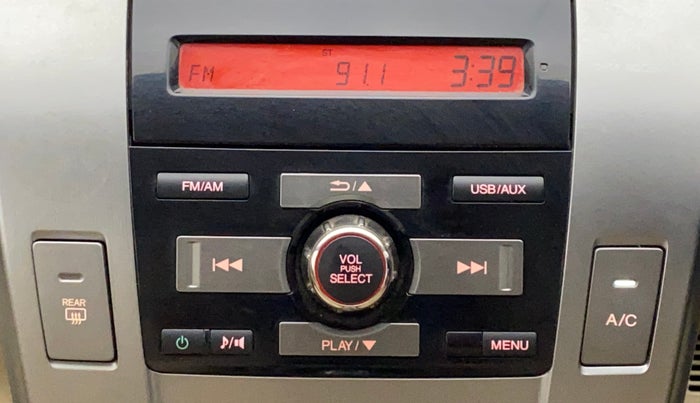 ST
FM 91.1 3:39
FM/AM
USB/AUX
VOL
PUSH
SELECT
REAR
A/C
PLAY/
MENU